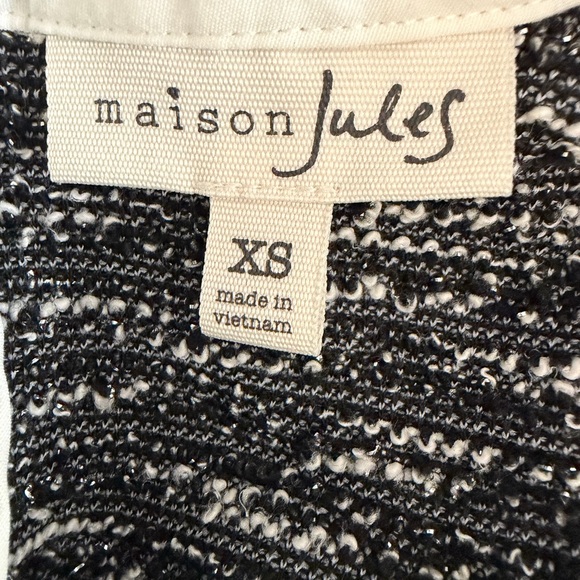 maison Jules
XS
made in
vietnam